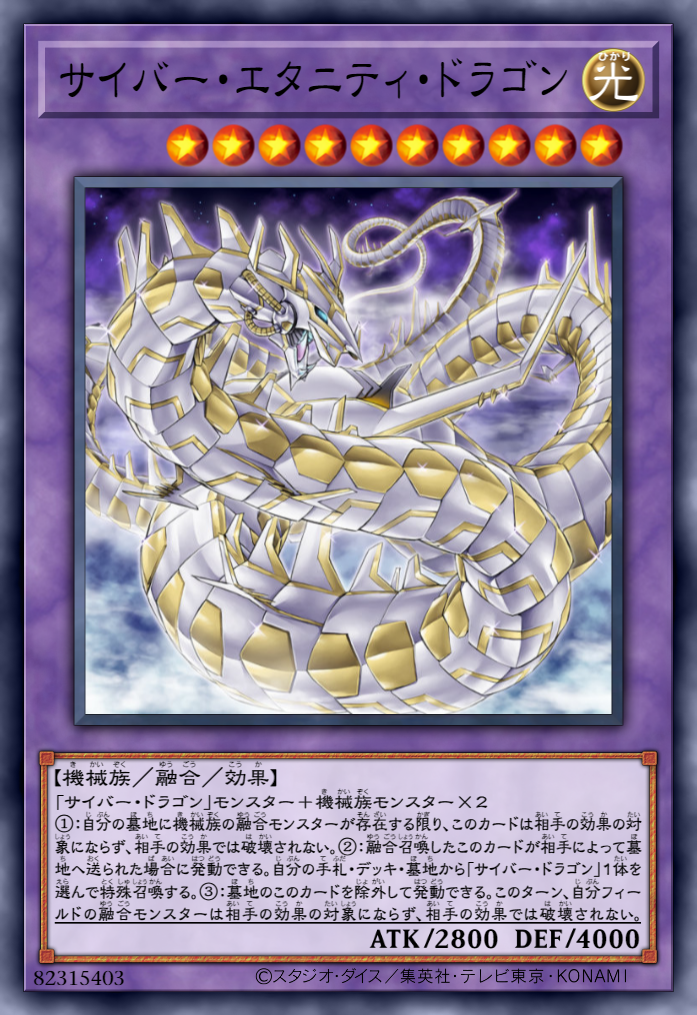 サイバー・エタニティ・ドラゴン
ひかり
光
【機械族／融合／効果】
「サイバー・ドラゴン」モンスター＋機械族モンスター×2
①：自分の墓地に機械族の融合モンスターが存在する限り、このカードは相手の効果の対
象にならず、相手の効果では破壊されない。②：融合召喚したこのカードが相手によって墓
地へ送られた場合に発動できる。自分の手札・デッキ・墓地から「サイバー・ドラゴン」1体を
選んで特殊召喚する。③：墓地のこのカードを除外して発動できる。このターン、自分フィー
ルドの融合モンスターは相手の効果の対象にならず、相手の効果では破壊されない。
ATK/2800 DEF/4000
82315403
©スタジオ・ダイス／集英社・テレビ東京・KONAMI